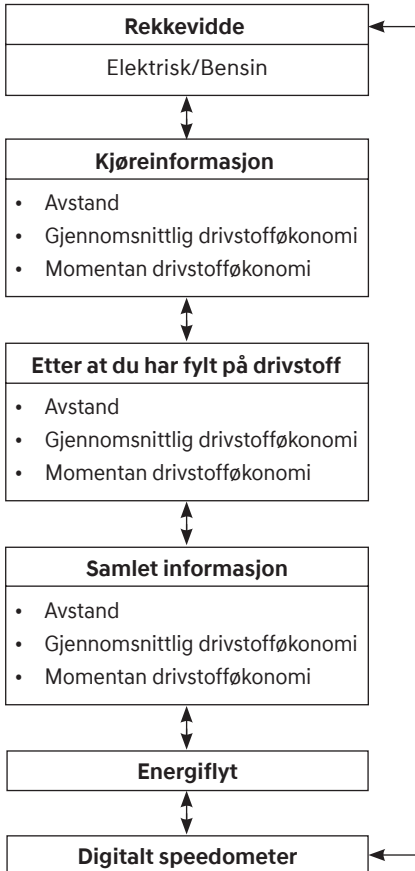 Rekkevidde
Elektrisk/Bensin
Kjøreinformasjon
• Avstand
• Gjennomsnittlig drivstofføkonomi
• Momentan drivstofføkonomi
Etter at du har fylt på drivstoff
• Avstand
• Gjennomsnittlig drivstofføkonomi
• Momentan drivstofføkonomi
Samlet informasjon
• Avstand
• Gjennomsnittlig drivstofføkonomi
• Momentan drivstofføkonomi
Energiflyt
Digitalt speedometer